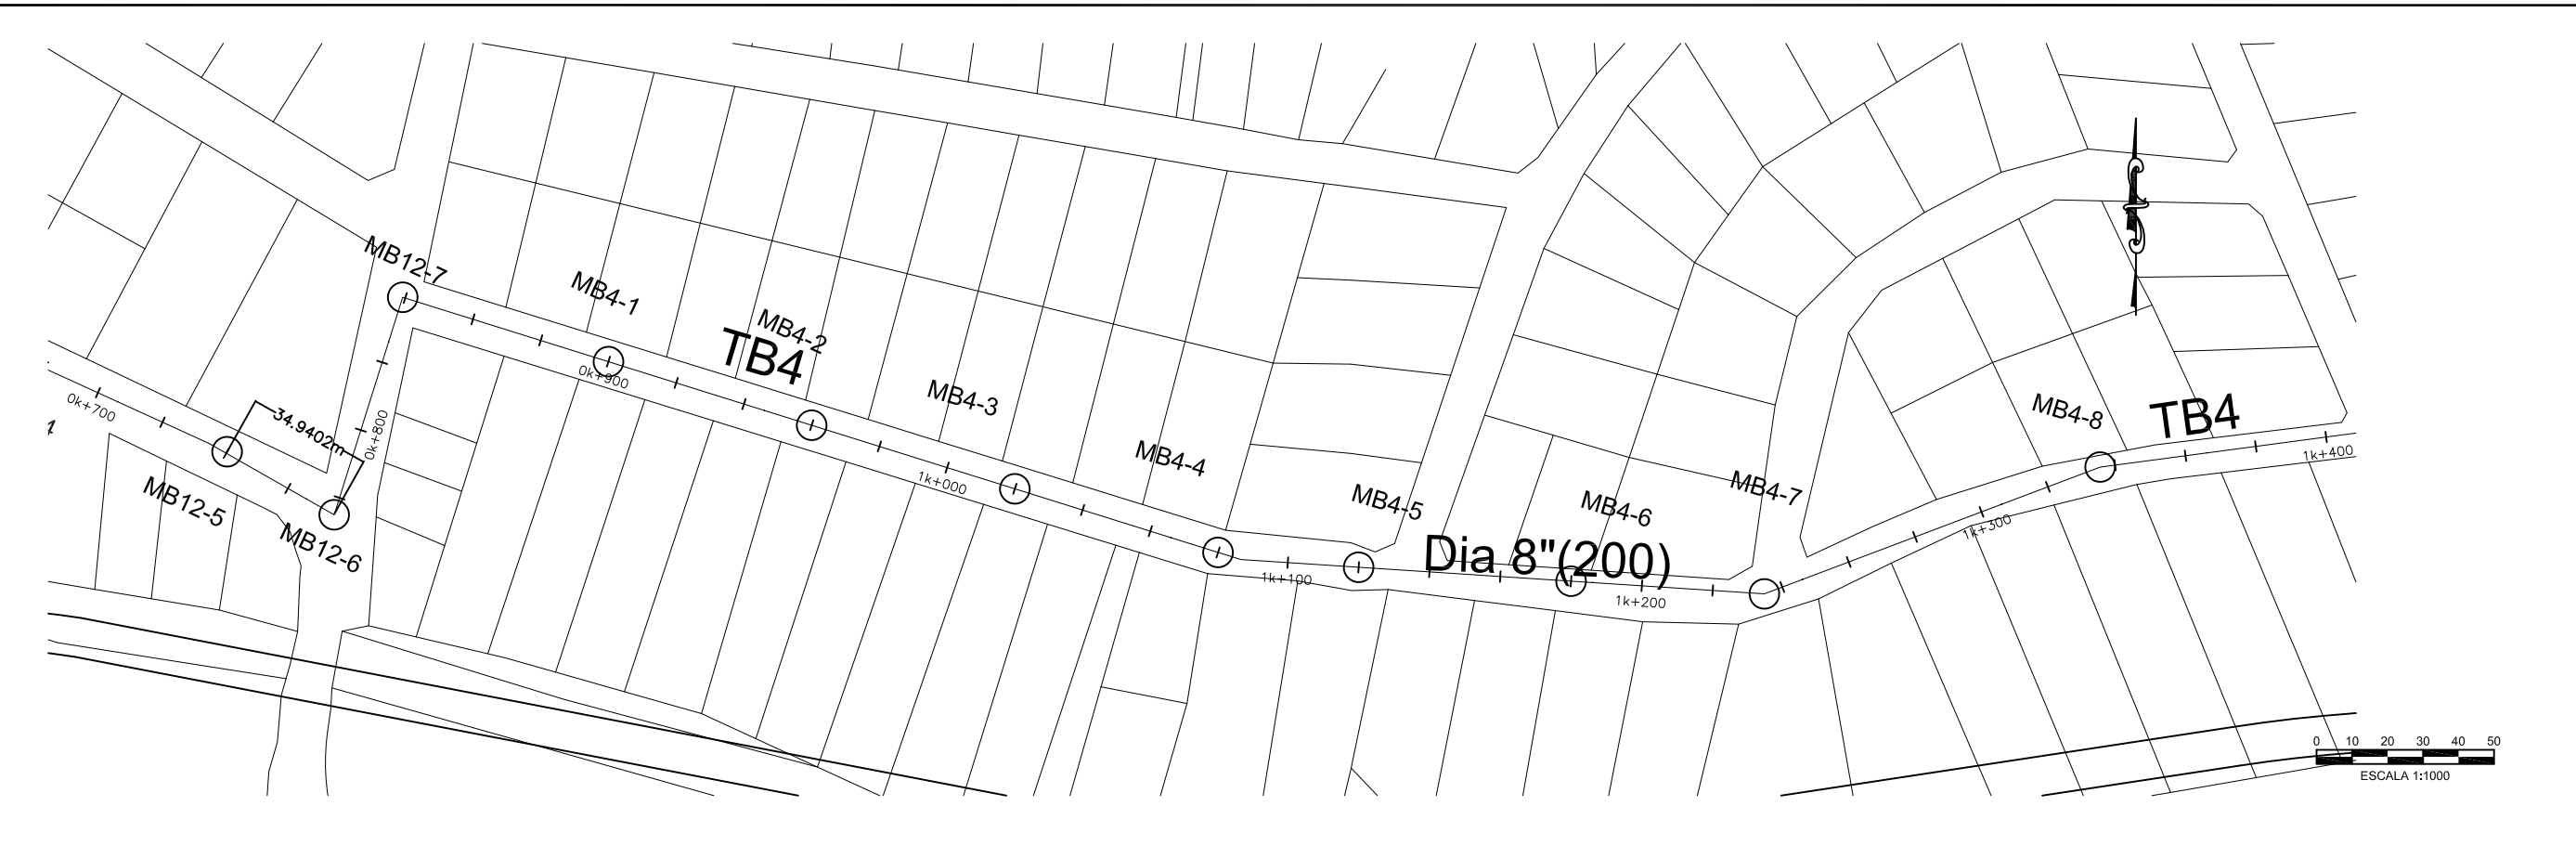 MB12-7
MB4-1
MB4-2
TB4
0k+900
MB4-3
0k+700
34.9402m
0k+800
MB12-5
MB12-6
1k+000
MB4-4
MB4-5
1k+100
Dia 8"(200)
MB4-6
1k+200
MB4-7
1k+300
MB4-8
TB4
1k+400
0 10 20 30 40 50
ESCALA 1:1000